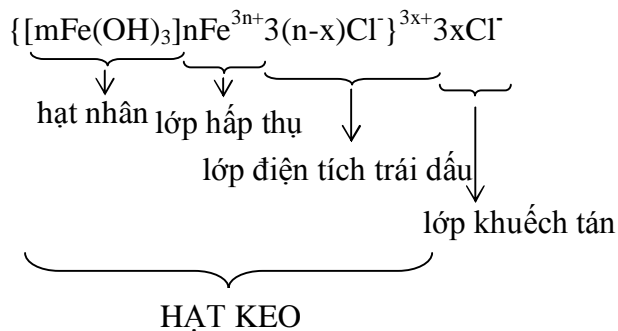 {[mFe(OH)₃]nFe³ⁿ⁺3(n-x)Cl⁻}³ˣ⁺3xCl⁻
hạt nhân
lớp hấp thụ
lớp điện tích trái dấu
lớp khuếch tán
HẠT KEO